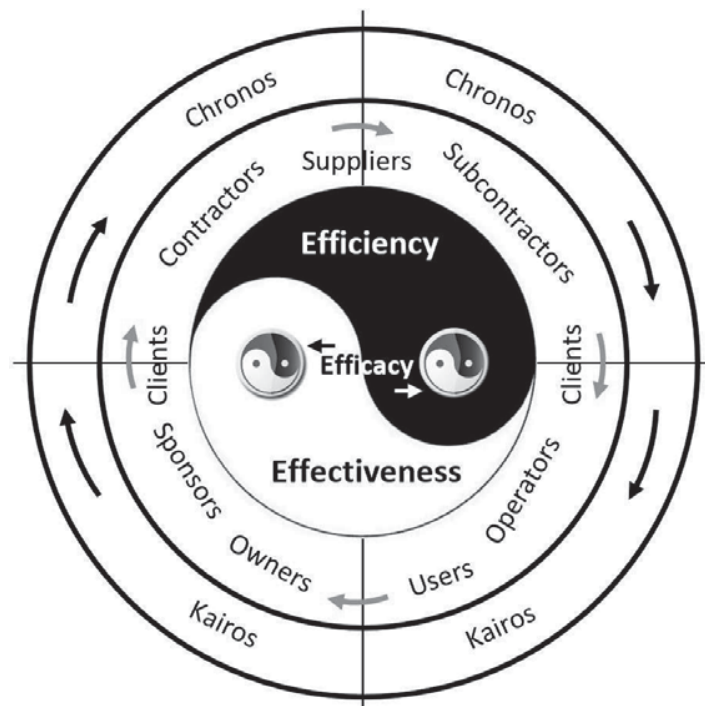 Chronos
Chronos
Suppliers
Contractors
Subcontractors
Efficiency
Clients
Efficacy
Clients
Effectiveness
Sponsors
Operators
Owners
Users
Kairos
Kairos